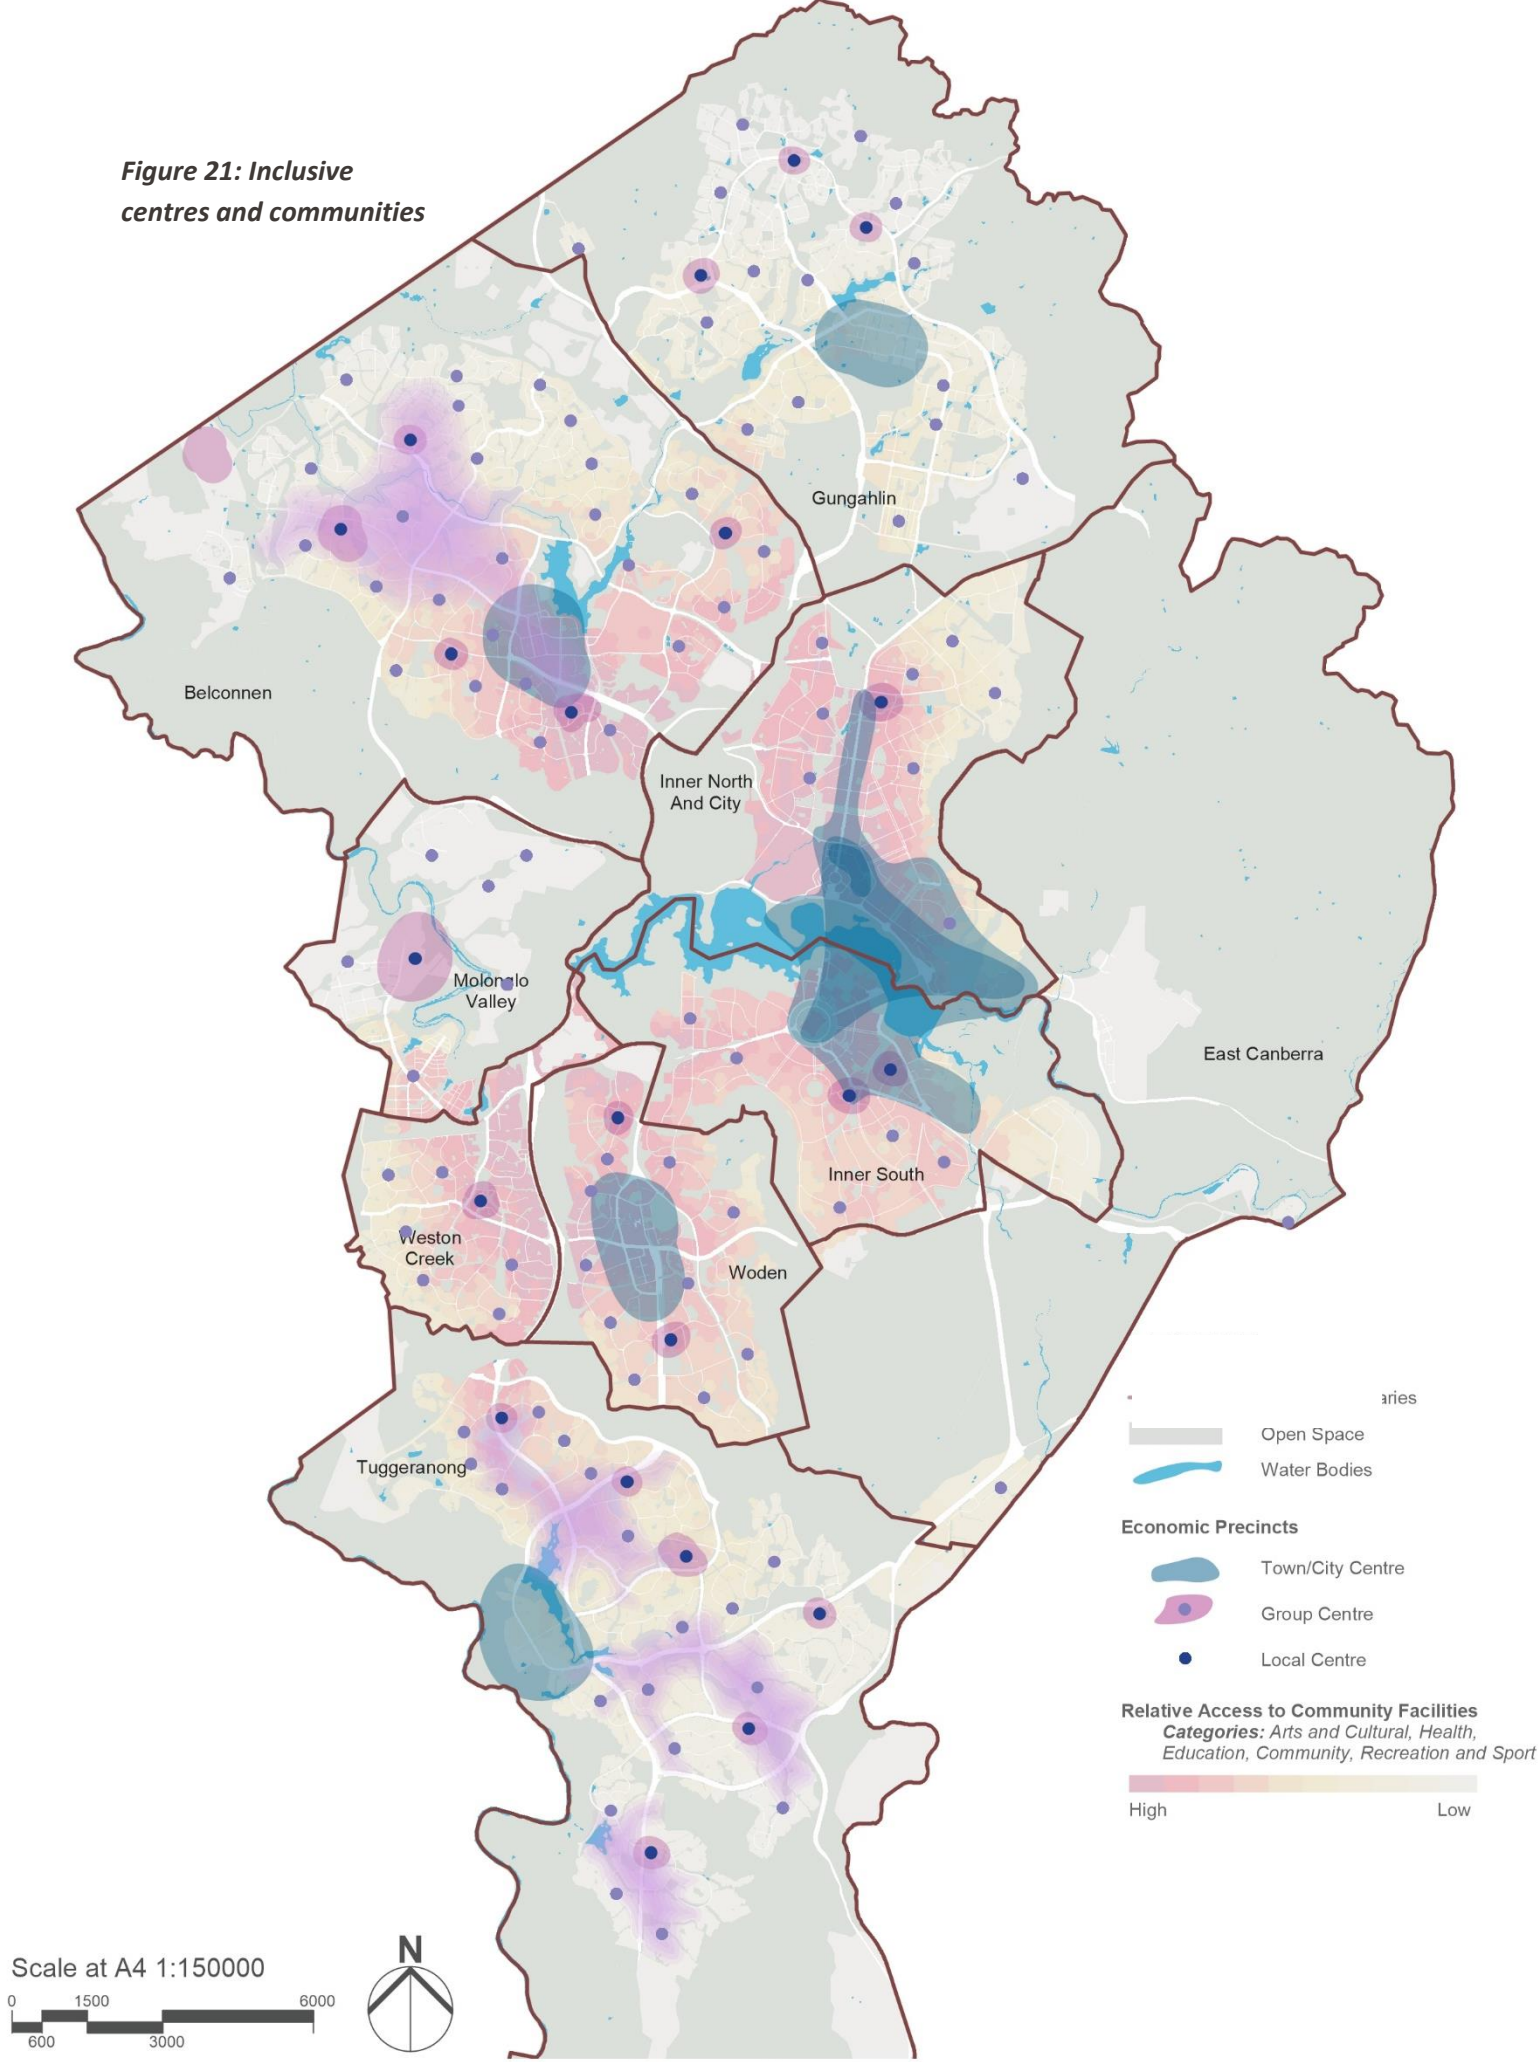 Figure 21: Inclusive
centres and communities
Gungahlin
Belconnen
Inner North
And City
Molonglo
Valley
East Canberra
Inner South
Weston
Creek
Woden
Tuggeranong
aries
Open Space
Water Bodies
Economic Precincts
Town/City Centre
Group Centre
Local Centre
Relative Access to Community Facilities
Categories: Arts and Cultural, Health,
Education, Community, Recreation and Sport
High Low
Scale at A4 1:150000
0 1500 6000
600 3000
N